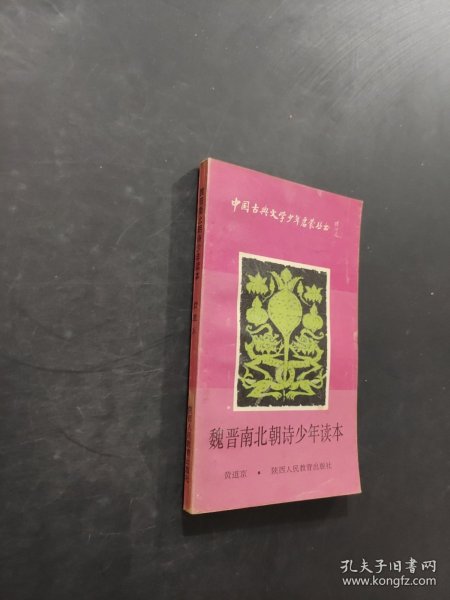 中国古典文学少年启蒙丛书
魏晋南北朝诗少年读本
黄道京 · 陕西人民教育出版社
孔夫子旧书网
www.kongfz.com